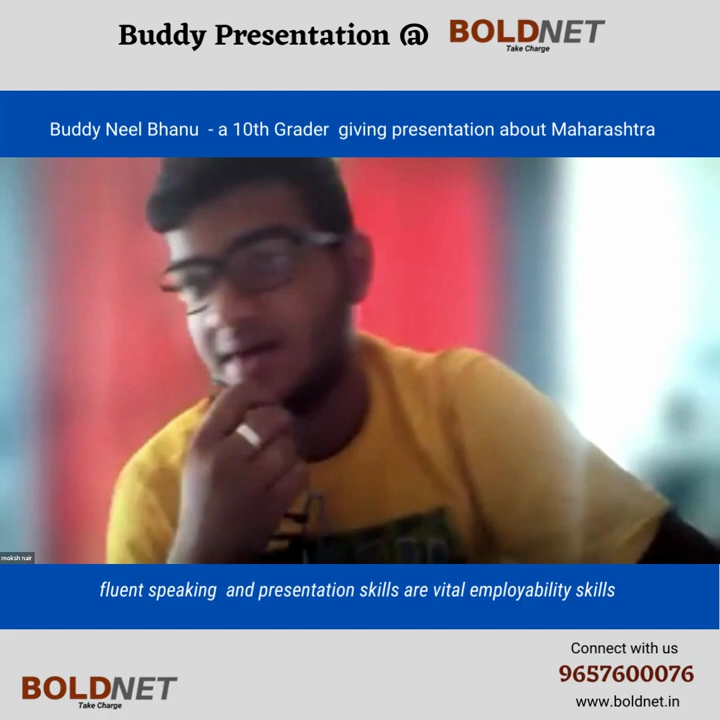 Buddy Presentation @ BOLDNET
Take Charge
Buddy Neel Bhanu - a 10th Grader giving presentation about Maharashtra
moksh nair
fluent speaking and presentation skills are vital employability skills
Connect with us
9657600076
www.boldnet.in
BOLDNET
Take Charge